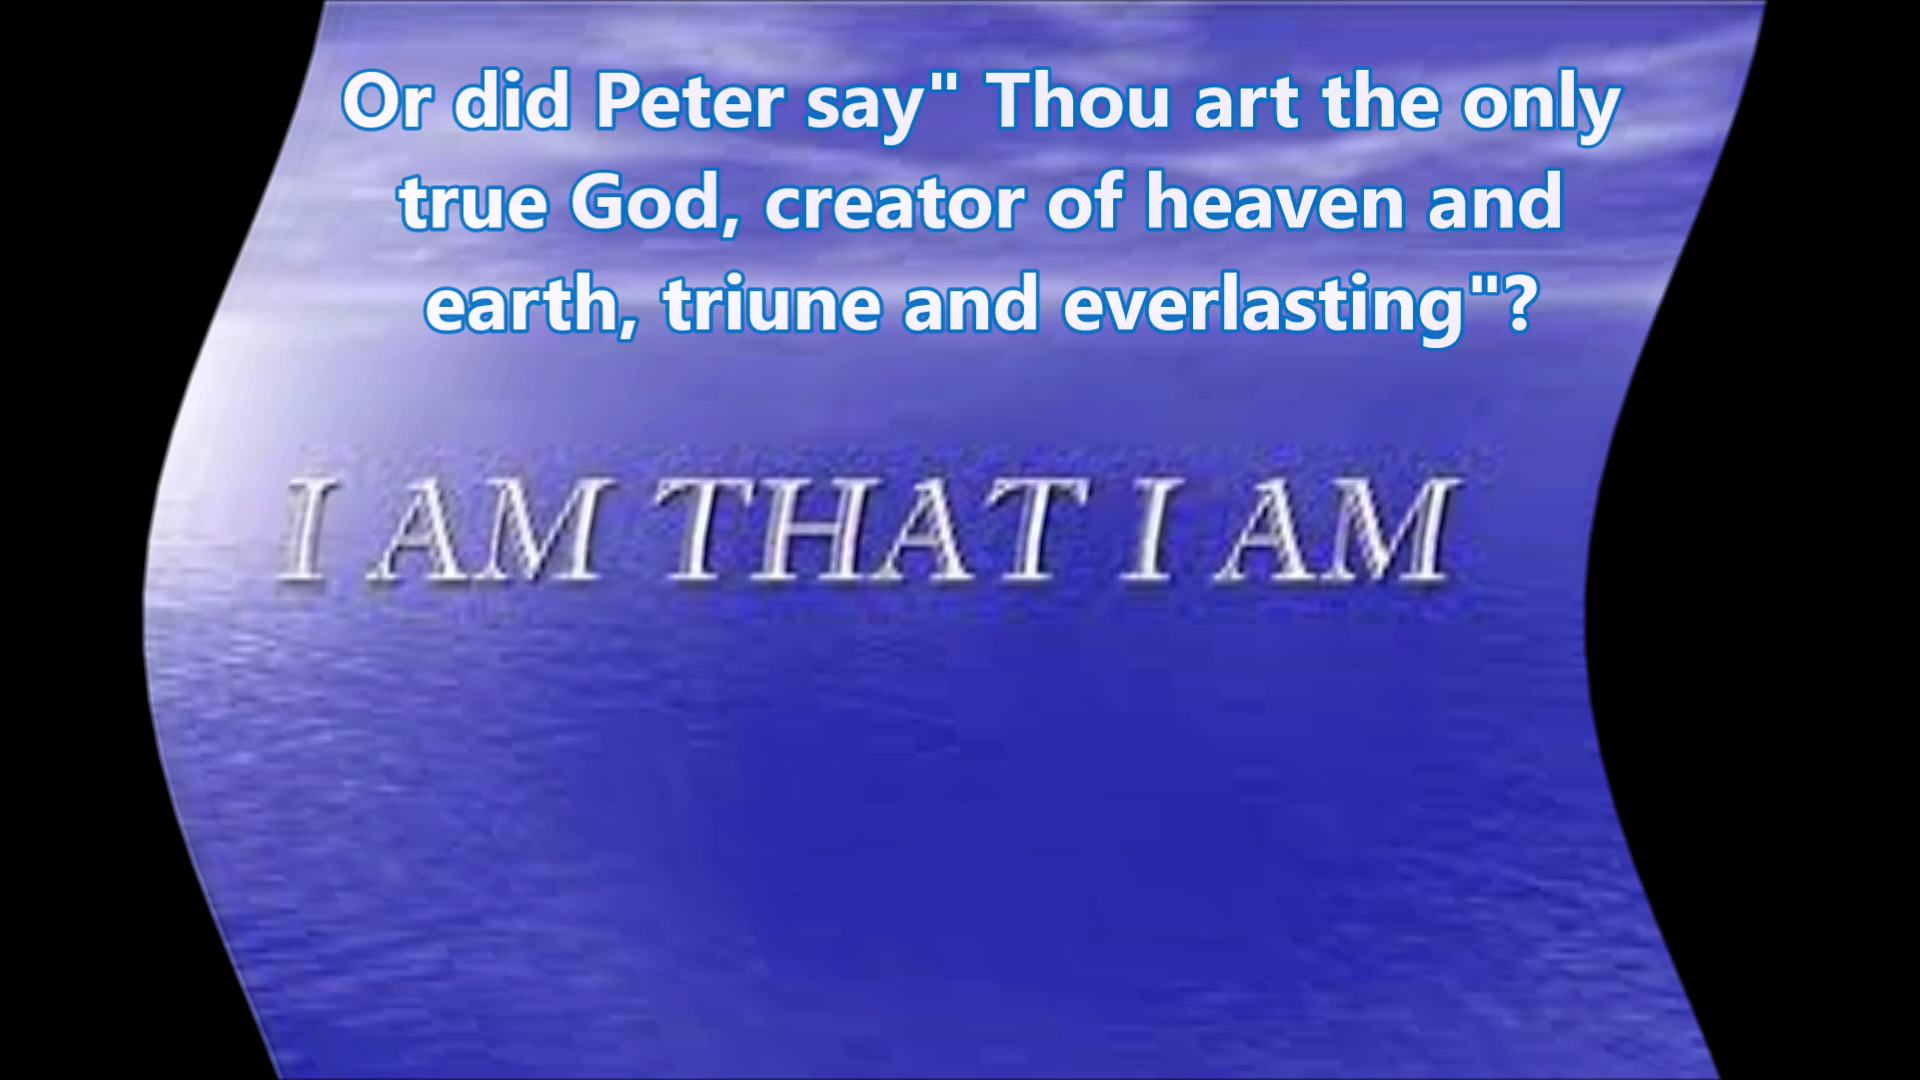 Or did Peter say" Thou art the only
true God, creator of heaven and
earth, triune and everlasting"?
I AM THAT I AM